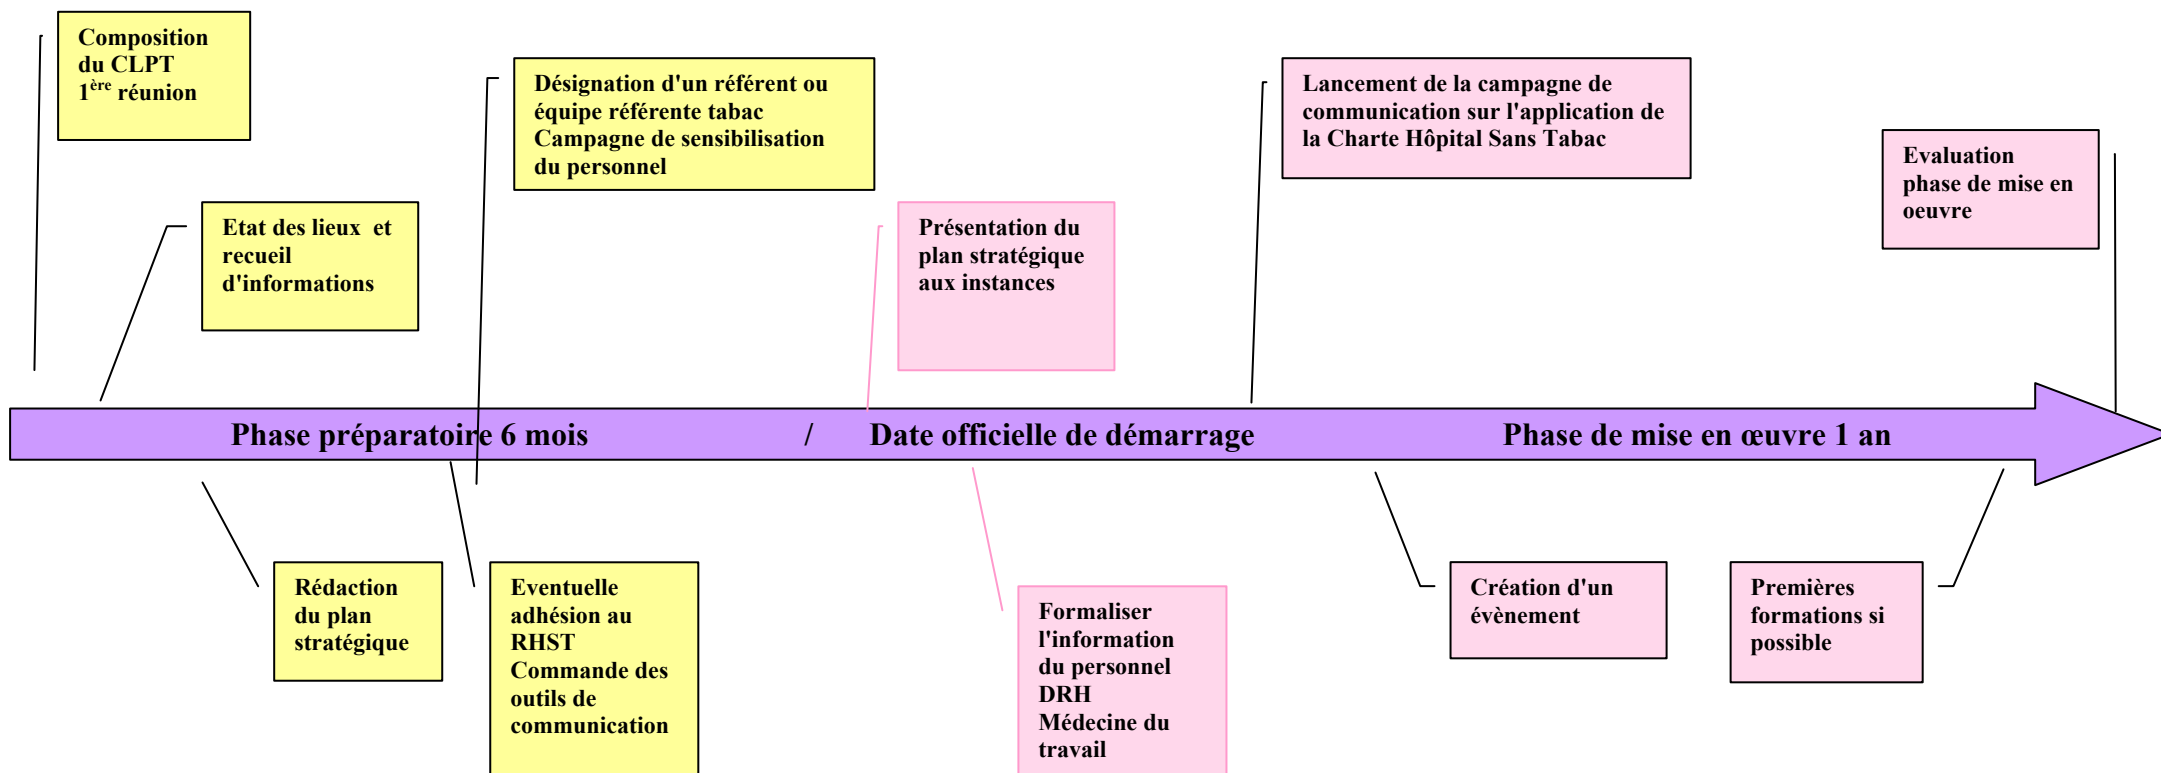 Composition
du CLPT
1ère réunion
Désignation d'un référent ou
équipe référente tabac
Campagne de sensibilisation
du personnel
Lancement de la campagne de
communication sur l'application de
la Charte Hôpital Sans Tabac
Evaluation
phase de mise en
oeuvre
Etat des lieux et
recueil
d'informations
Présentation du
plan stratégique
aux instances
Phase préparatoire 6 mois / Date officielle de démarrage Phase de mise en œuvre 1 an
Rédaction
du plan
stratégique
Eventuelle
adhésion au
RHST
Commande des
outils de
communication
Formaliser
l'information
du personnel
DRH
Médecine du
travail
Création d'un
évènement
Premières
formations si
possible